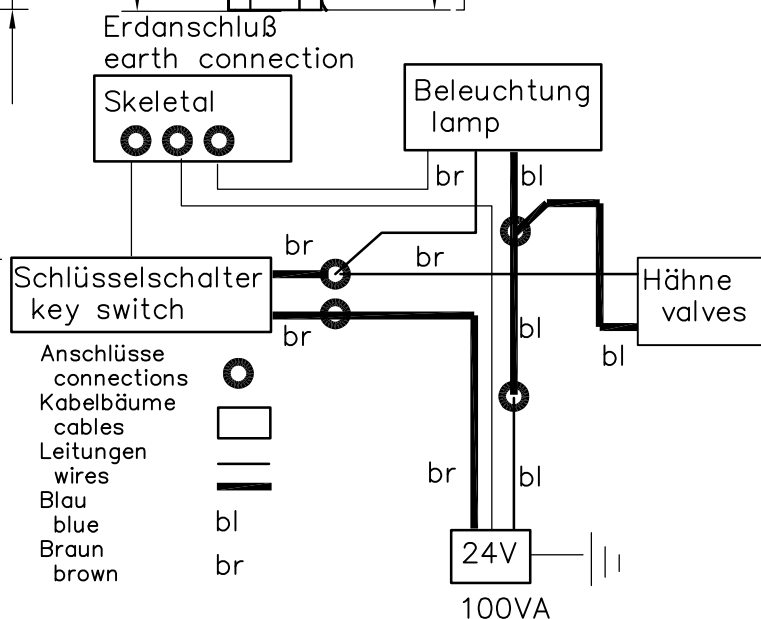 Erdanschluß
earth connection
Skeletal
Beleuchtung
lamp
br
bl
br
br
Schlüsselschalter
key switch
Hähne
valves
br
bl
bl
Anschlüsse
connections
Kabelbäume
cables
Leitungen
wires
br
bl
Blau
blue
bl
Braun
brown
br
24V
100VA